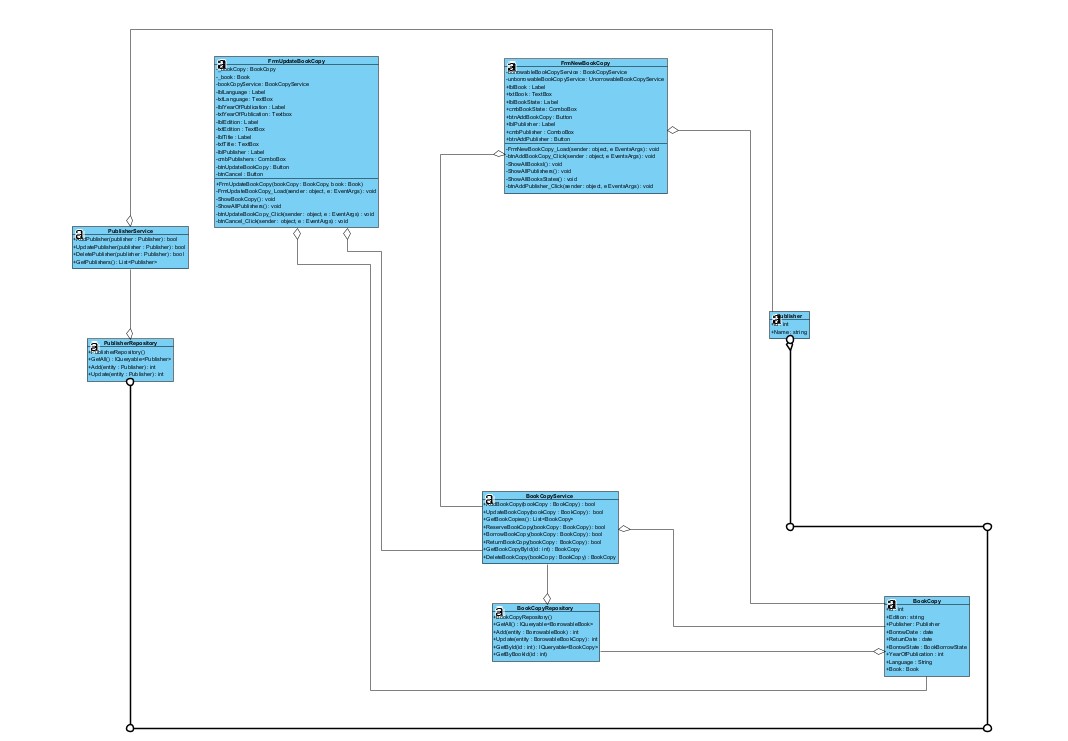 FrmUpdateBookCopy
-_bookCopy : BookCopy
-_book : Book
-bookCopyService : BookCopyService
-lblLanguage : Label
-txtLanguage : TextBox
-lblYearOfPublication : Label
-txtYearOfPublication : Textbox
-lblEdition : Label
-txtEdition : TextBox
-lblTitle : Label
-txtTitle : TextBox
-lblPublisher : Label
-cmbPublishers : ComboBox
-btnUpdateBookCopy : Button
-btnCancel : Button
+FrmUpdateBookCopy(bookCopy : BookCopy, book : Book)
-FrmUpdateBookCopy_Load(sender : object, e : EventArgs) : void
-ShowBookCopy() : void
-ShowAllPublishers() : void
-btnUpdateBookCopy_Click(sender : object, e : EventArgs) : void
-btnCancel_Click(sender : object, e : EventArgs) : void
FrmNewBookCopy
-borrowableBookCopyService : BookCopyService
-unborrowableBookCopyService : UnorrowableBookCopyService
+lblBook : Label
+txtBook : TextBox
+lblBookState : Label
+cmbBookState : ComboBox
+btnAddBookCopy : Button
+lblPublisher : Label
+cmbPublisher : ComboBox
+btnAddPublisher : Button
-FrmNewBookCopy_Load(sender : object, e EventsArgs) : void
-btnAddBookCopy_Click(sender : object, e EventsArgs) : void
-ShowAllBooks() : void
-ShowAllPublishers() : void
-ShowAllBooksStates() : void
-btnAddPublisher_Click(sender : object, e EventsArgs) : void
PublisherService
+AddPublisher(publisher : Publisher) : bool
+UpdatePublisher(publisher : Publisher) : bool
+DeletePublisher(publisher : Publisher) : bool
+GetPublishers() : List<Publisher>
PublisherRepository
+PublisherRepository()
+GetAll() : IQueryable<Publisher>
+Add(entity : Publisher) : int
+Update(entity : Publisher) : int
Publisher
+Id : int
+Name : string
BookCopyService
+AddBookCopy(bookCopy : BookCopy) : bool
+UpdateBookCopy(bookCopy : BookCopy) : bool
+GetBookCopies() : List<BookCopy>
+ReserveBookCopy(bookCopy : BookCopy) : bool
+BorrowBookCopy(bookCopy : BookCopy) : bool
+ReturnBookCopy(bookCopy : BookCopy) : bool
+GetBookCopyById(id : int) : BookCopy
+DeleteBookCopy(bookCopy : BookCopy) : BookCopy
BookCopyRepository
+BookCopyRepository()
+GetAll() : IQueryable<BorrowableBook>
+Add(entity : BorrowableBook) : int
+Update(entity : BorowableBookCopy) : int
+GetById(id : int) : IQueryable<BookCopy>
+GetByBookId(id : int)
BookCopy
+Id : int
+Edition : string
+Publisher : Publisher
+BorrowDate : date
+ReturnDate : date
+BorrowState : BookBorrowState
+YearOfPublication : int
+Language : String
+Book : Book